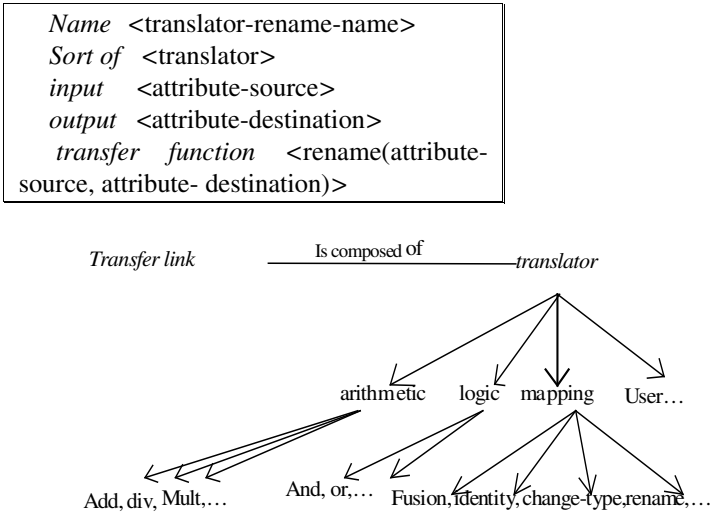 Name <translator-rename-name>
Sort of <translator>
input <attribute-source>
output <attribute-destination>
transfer function <rename(attribute-
source, attribute- destination)>
Transfer link Is composed of translator
arithmetic logic mapping User…
Add, div, Mult,… And, or,… Fusion, identity, change-type,rename,…